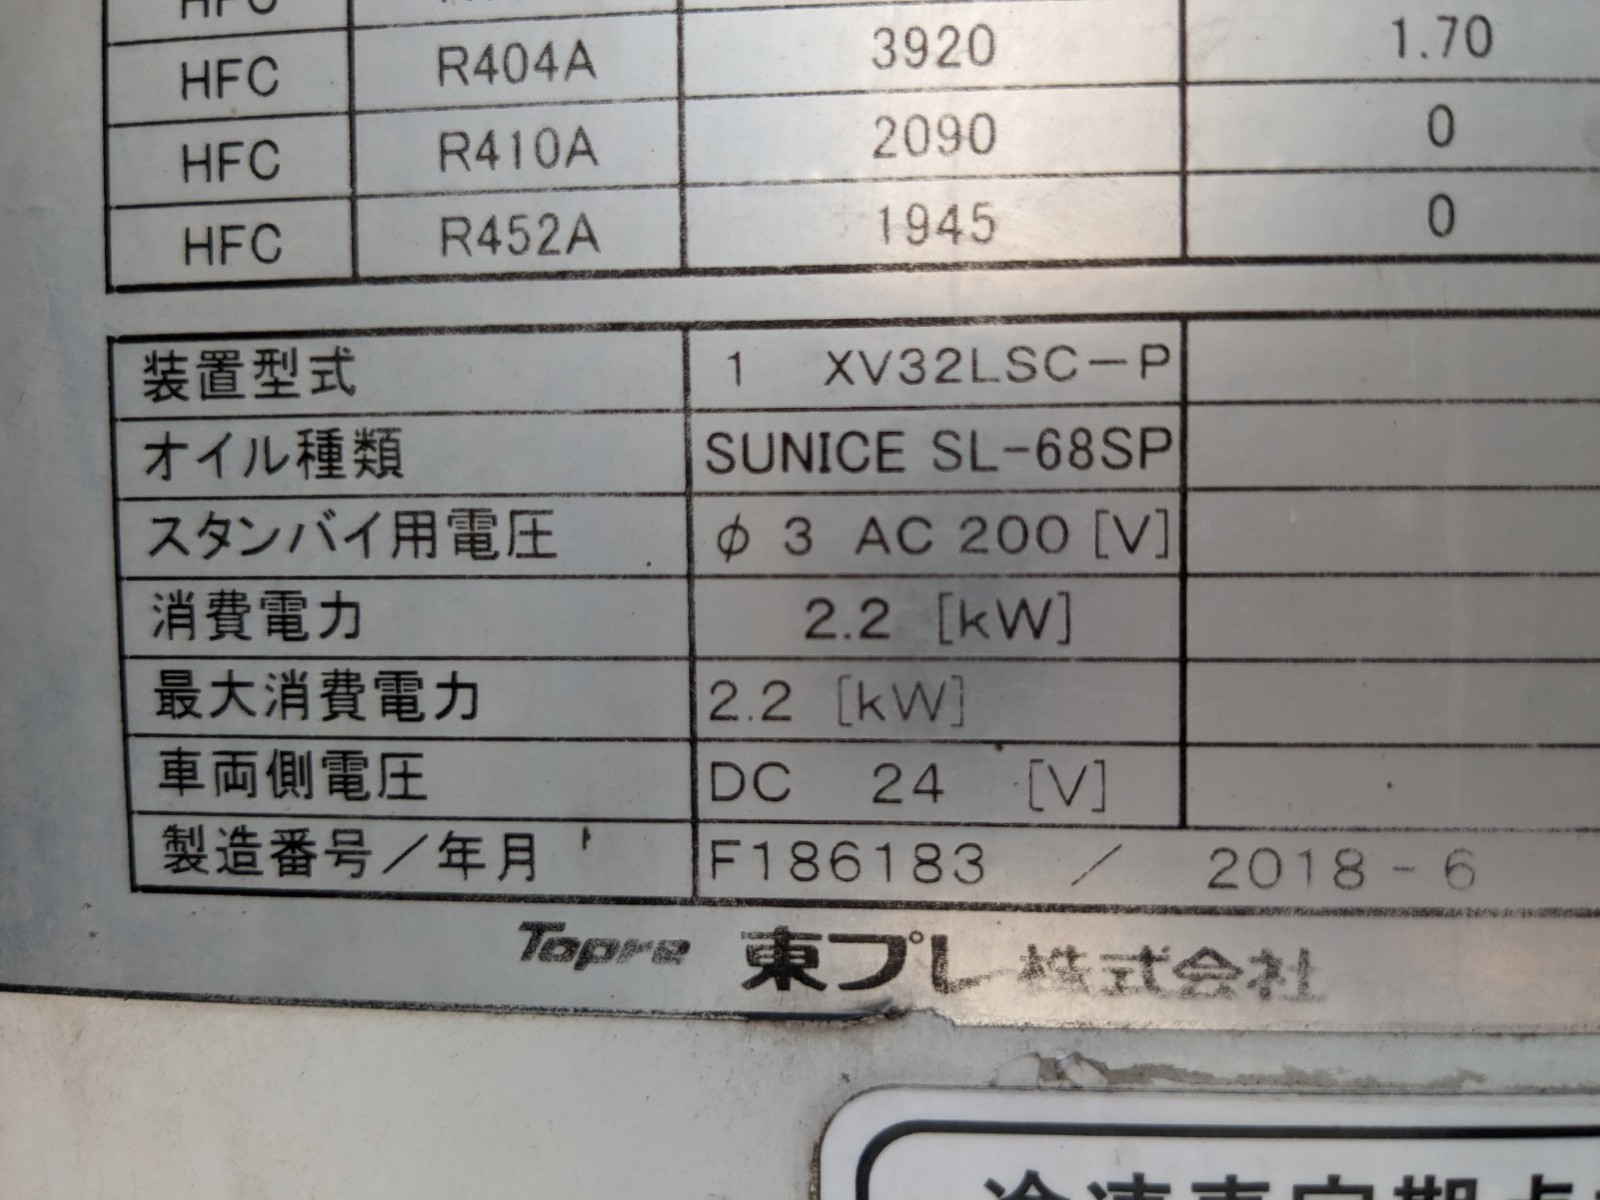 HFC
HFC R404A 3920 1.70
HFC R410A 2090 0
HFC R452A 1945 0
装置型式 1 XV32LSC-P
オイル種類 SUNICE SL-68SP
スタンバイ用電圧 φ 3 AC 200 [V]
消費電力 2.2 [kW]
最大消費電力 2.2 [kW]
車両側電圧 DC 24 [V]
製造番号/年月 F186183 / 2018-6
Topre 東プレ 株式会社